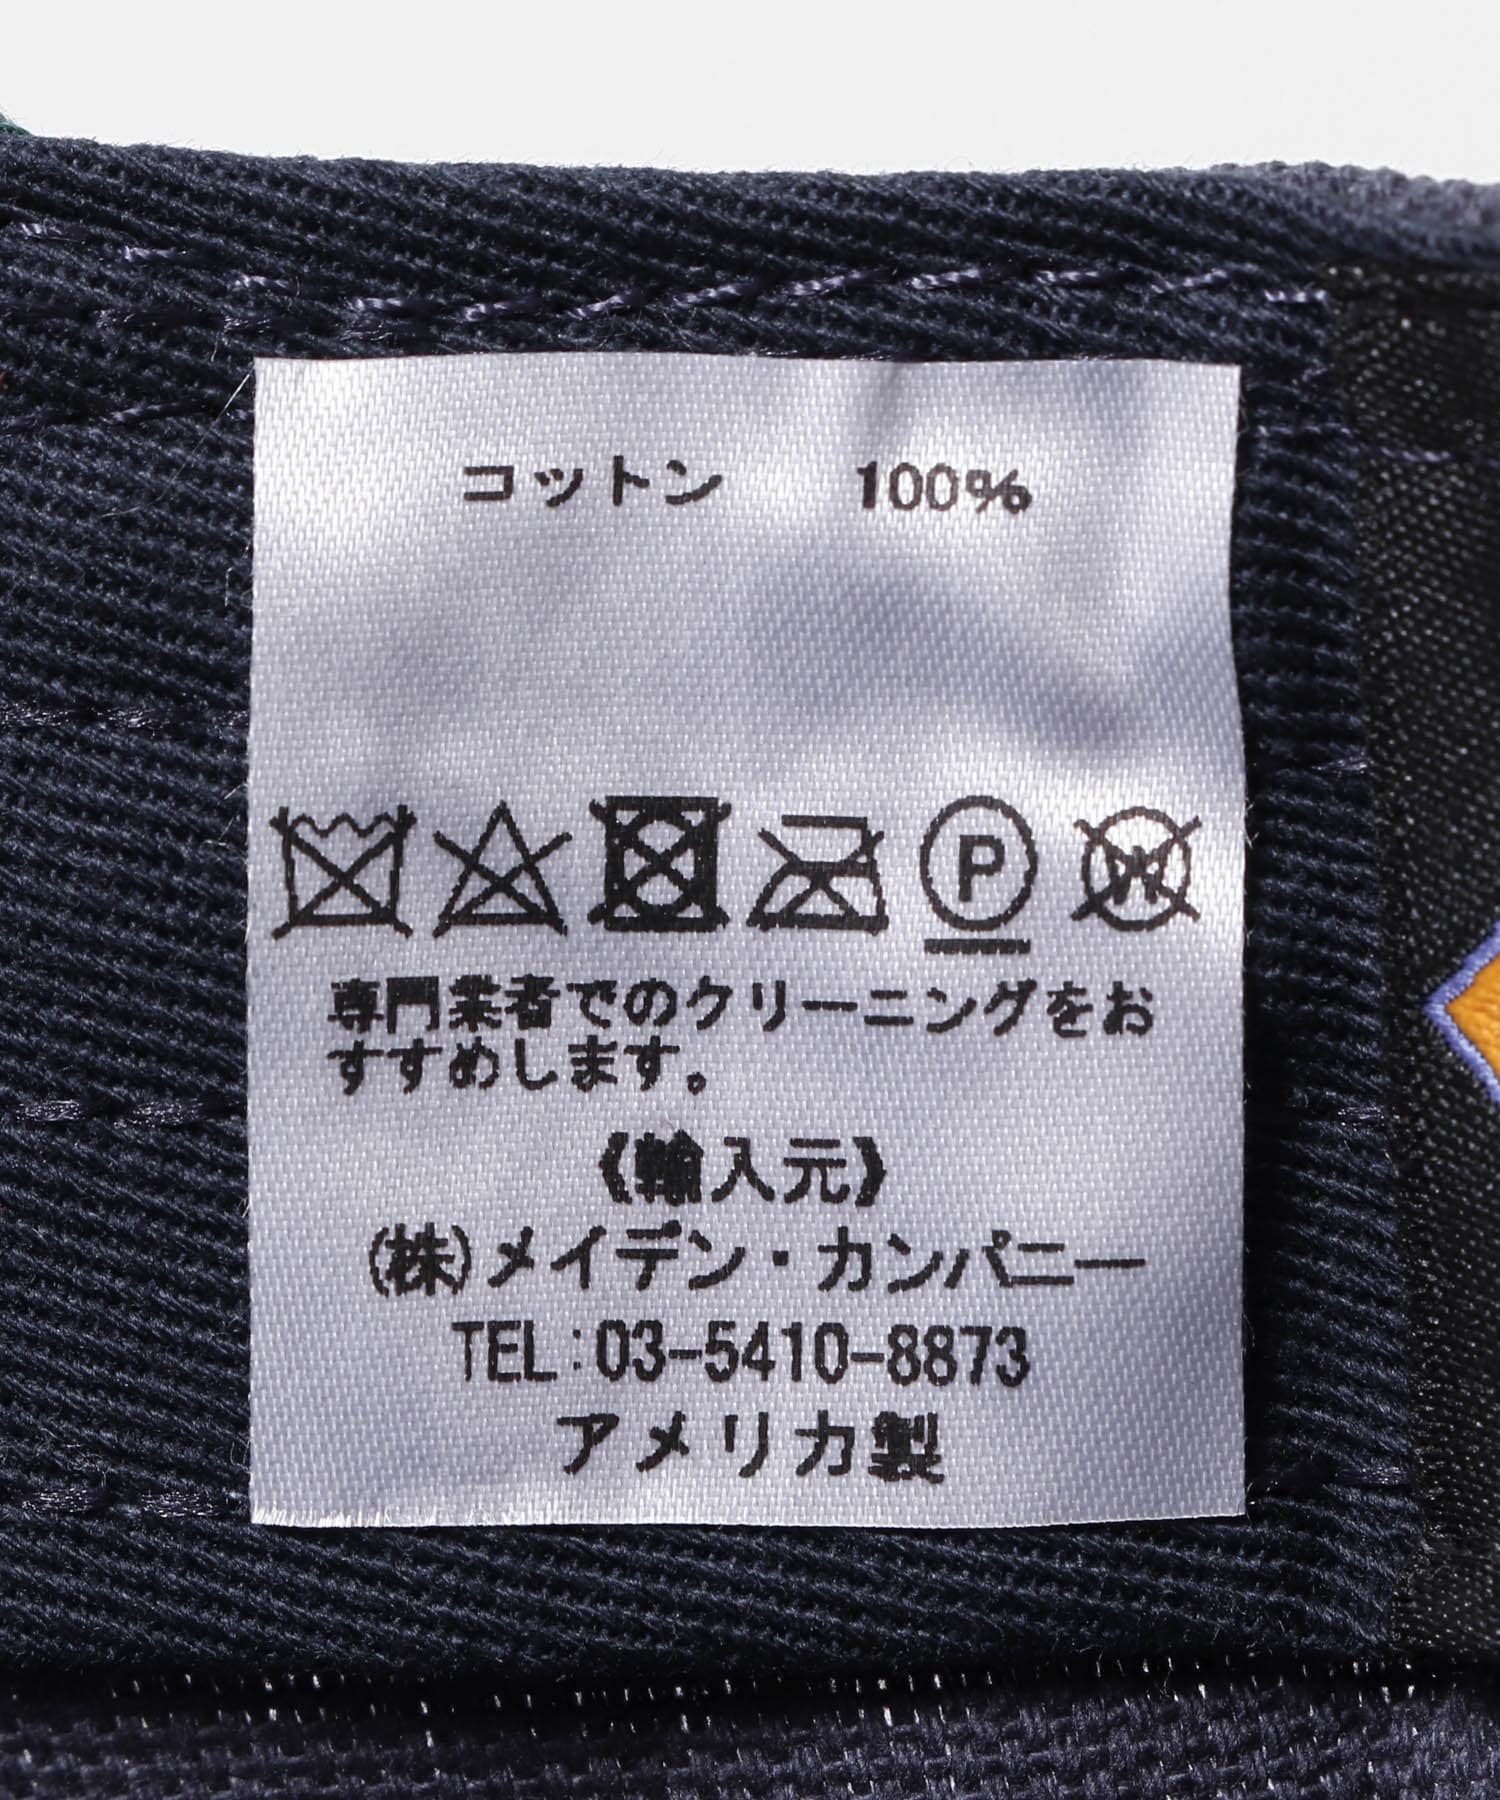 コットン 100%
P W
専門業者でのクリーニングをお
すすめします。
《輸入元》
(株)メイデン・カンパニー
TEL:03-5410-8873
アメリカ製